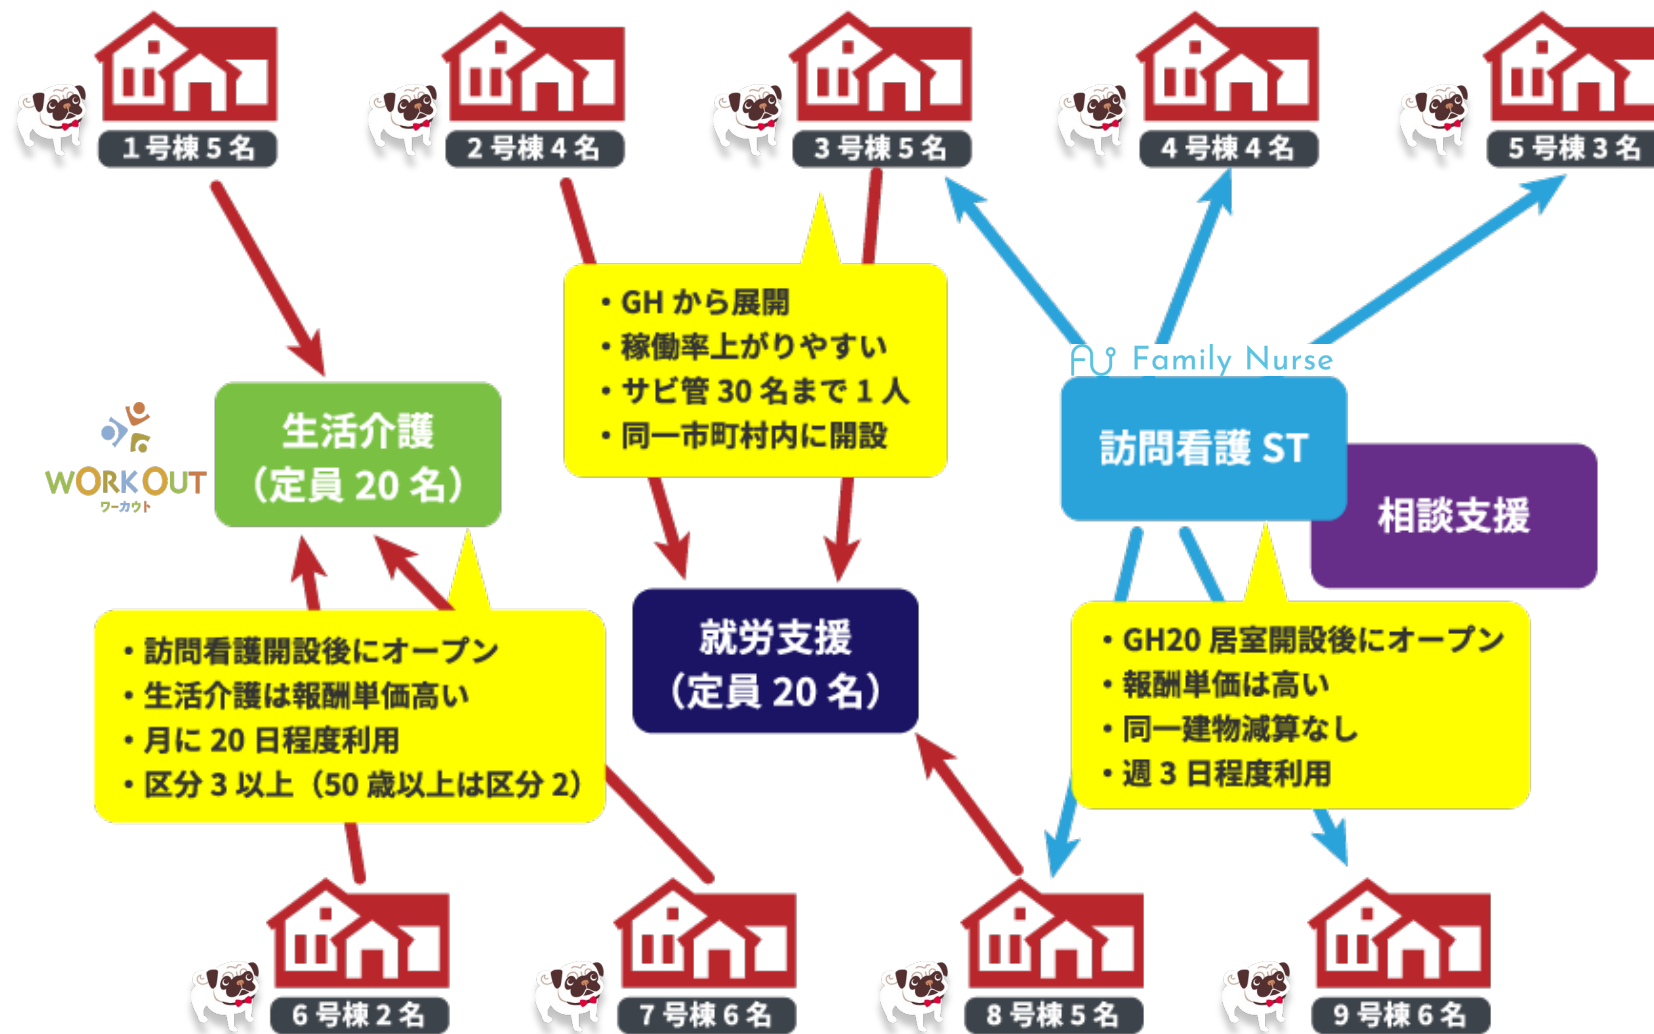 1号棟5名
2号棟4名
3号棟5名
4号棟4名
5号棟3名
・GHから展開
・稼働率上がりやすい
・サビ管30名まで1人
・同一市町村内に開設
Family Nurse
訪問看護ST
相談支援
WORKOUT
ワーカウト
生活介護
（定員20名）
就労支援
（定員20名）
・訪問看護開設後にオープン
・生活介護は報酬単価高い
・月に20日程度利用
・区分3以上（50歳以上は区分2）
・GH20居室開設後にオープン
・報酬単価は高い
・同一建物減算なし
・週3日程度利用
6号棟2名
7号棟6名
8号棟5名
9号棟6名